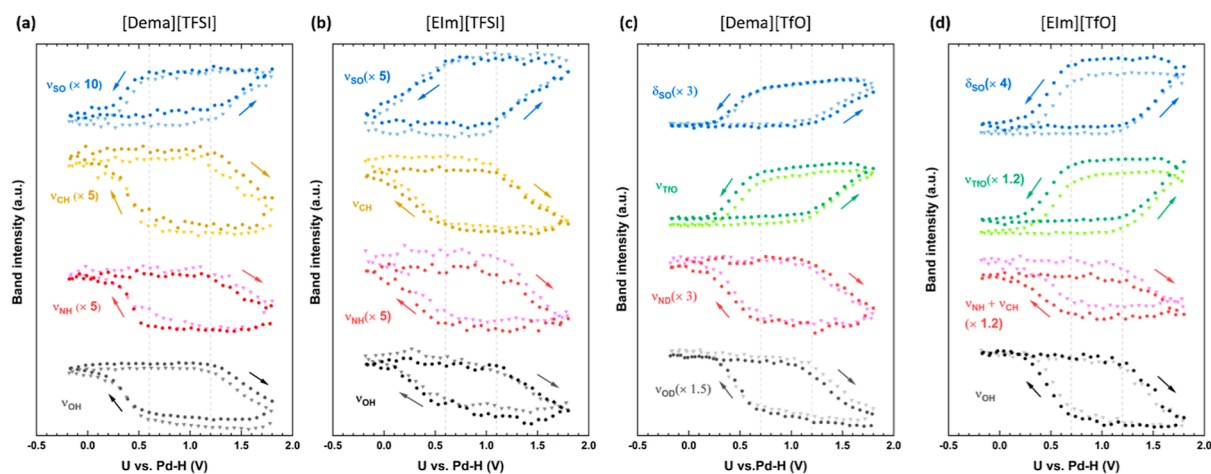 (a) [Dema][TFSI]
Band intensity (a.u.)
νSO (× 10)
νCH (× 5)
νNH (× 5)
νOH
-0.5 0.0 0.5 1.0 1.5 2.0
U vs. Pd-H (V)
(b) [EIm][TFSI]
Band intensity (a.u.)
νSO(× 5)
νCH
νNH(× 5)
νOH
-0.5 0.0 0.5 1.0 1.5 2.0
U vs. Pd-H (V)
(c) [Dema][TfO]
Band intensity (a.u.)
δSO(× 3)
νTfO
νND(× 3)
νOD(× 1.5)
-0.5 0.0 0.5 1.0 1.5 2.0
U vs.Pd-H (V)
(d) [EIm][TfO]
Band intensity (a.u.)
δSO(× 4)
νTfO(× 1.2)
νNH + νCH
(× 1.2)
νOH
-0.5 0.0 0.5 1.0 1.5 2.0
U vs. Pd-H (V)